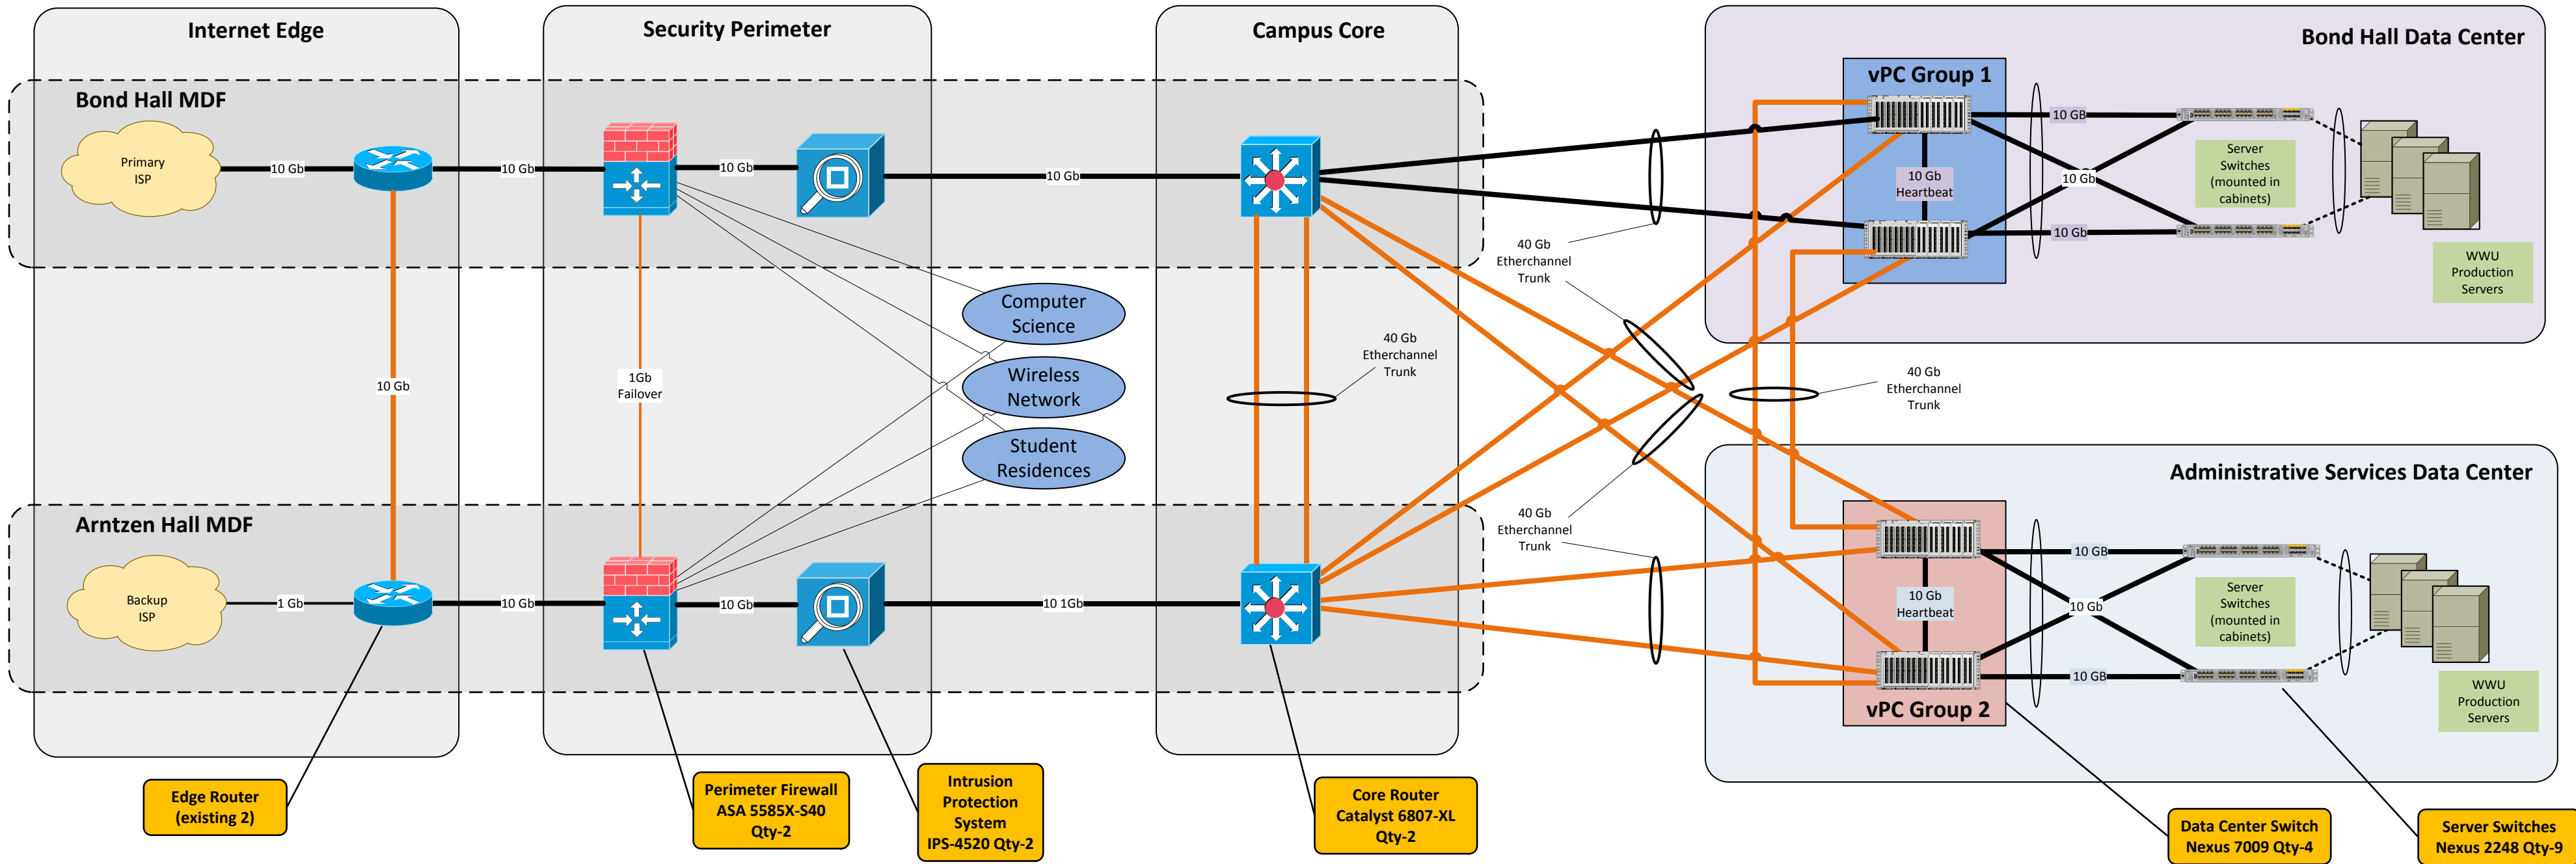 Internet Edge
Security Perimeter
Campus Core
Bond Hall Data Center
Bond Hall MDF
Primary
ISP
10 Gb
10 Gb
10 Gb
10 Gb
vPC Group 1
10 Gb
Heartbeat
10 GB
10 Gb
10 GB
Server
Switches
(mounted in
cabinets)
WWU
Production
Servers
40 Gb
Etherchannel
Trunk
Computer
Science
Wireless
Network
Student
Residences
10 Gb
1Gb
Failover
40 Gb
Etherchannel
Trunk
40 Gb
Etherchannel
Trunk
40 Gb
Etherchannel
Trunk
Administrative Services Data Center
Arntzen Hall MDF
Backup
ISP
1 Gb
10 Gb
10 Gb
10 1Gb
10 GB
10 Gb
Heartbeat
10 Gb
10 GB
vPC Group 2
Server
Switches
(mounted in
cabinets)
WWU
Production
Servers
Edge Router
(existing 2)
Perimeter Firewall
ASA 5585X-S40
Qty-2
Intrusion
Protection
System
IPS-4520 Qty-2
Core Router
Catalyst 6807-XL
Qty-2
Data Center Switch
Nexus 7009 Qty-4
Server Switches
Nexus 2248 Qty-9